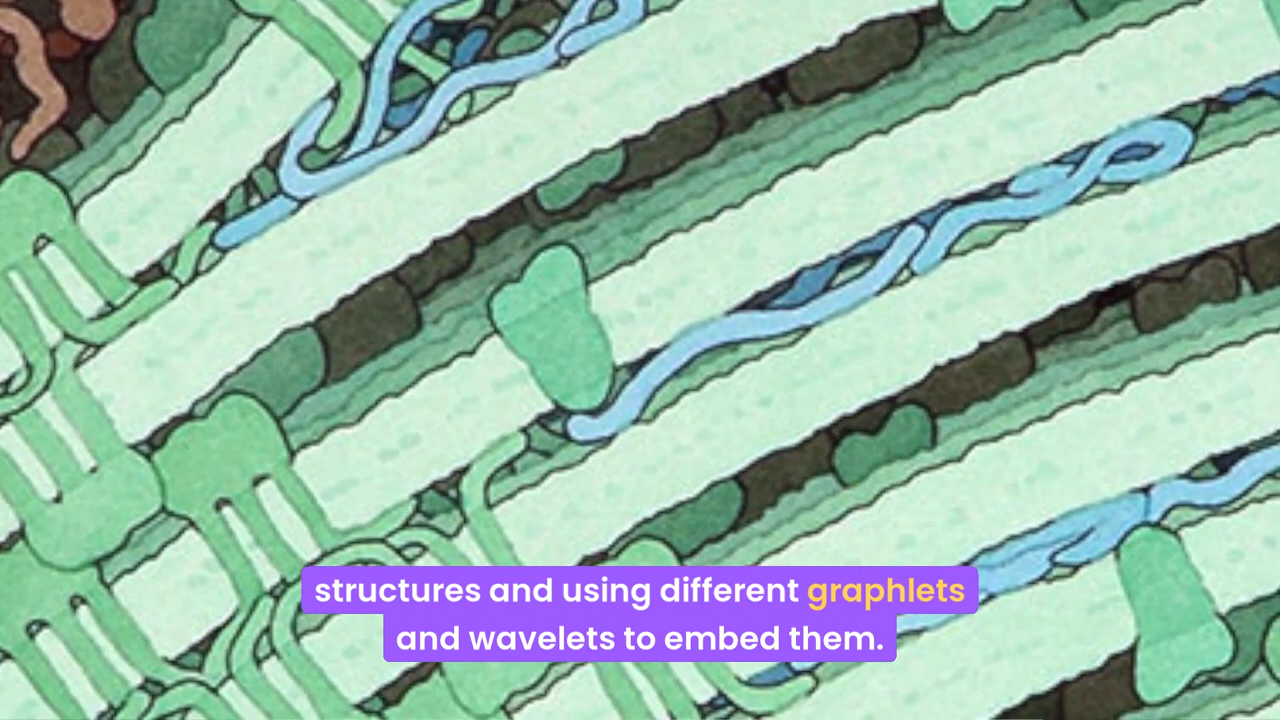 structures and using different graphlets
and wavelets to embed them.